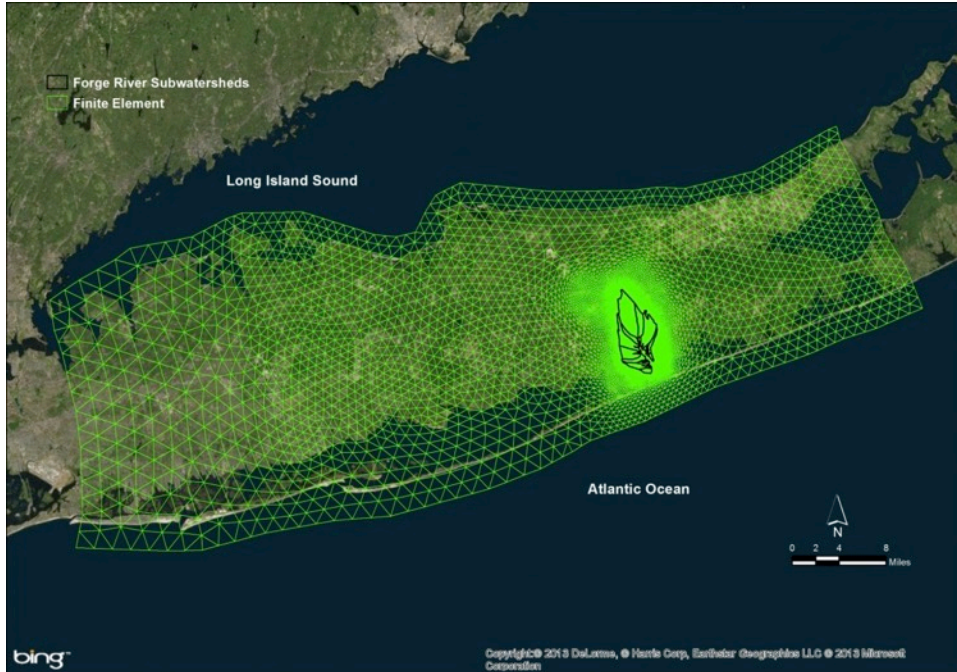 Forge River Subwatersheds
Finite Element
Long Island Sound
Atlantic Ocean
N
0 2 4 8
Miles
bing™
Copyright:© 2013 DeLorme, © Harris Corp, Earthstar Geographics LLC © 2013 Microsoft
Corporation